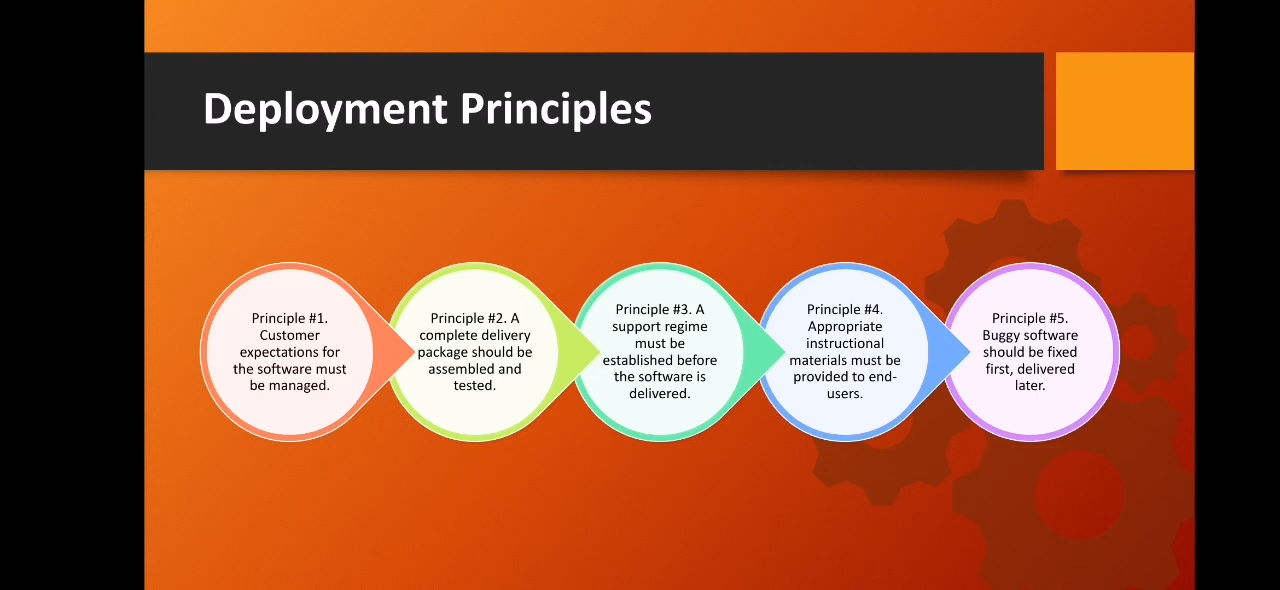 Deployment Principles
Principle #1.
Customer
expectations for
the software must
be managed.
Principle #2. A
complete delivery
package should be
assembled and
tested.
Principle #3. A
support regime
must be
established before
the software is
delivered.
Principle #4.
Appropriate
instructional
materials must be
provided to end-
users.
Principle #5.
Buggy software
should be fixed
first, delivered
later.